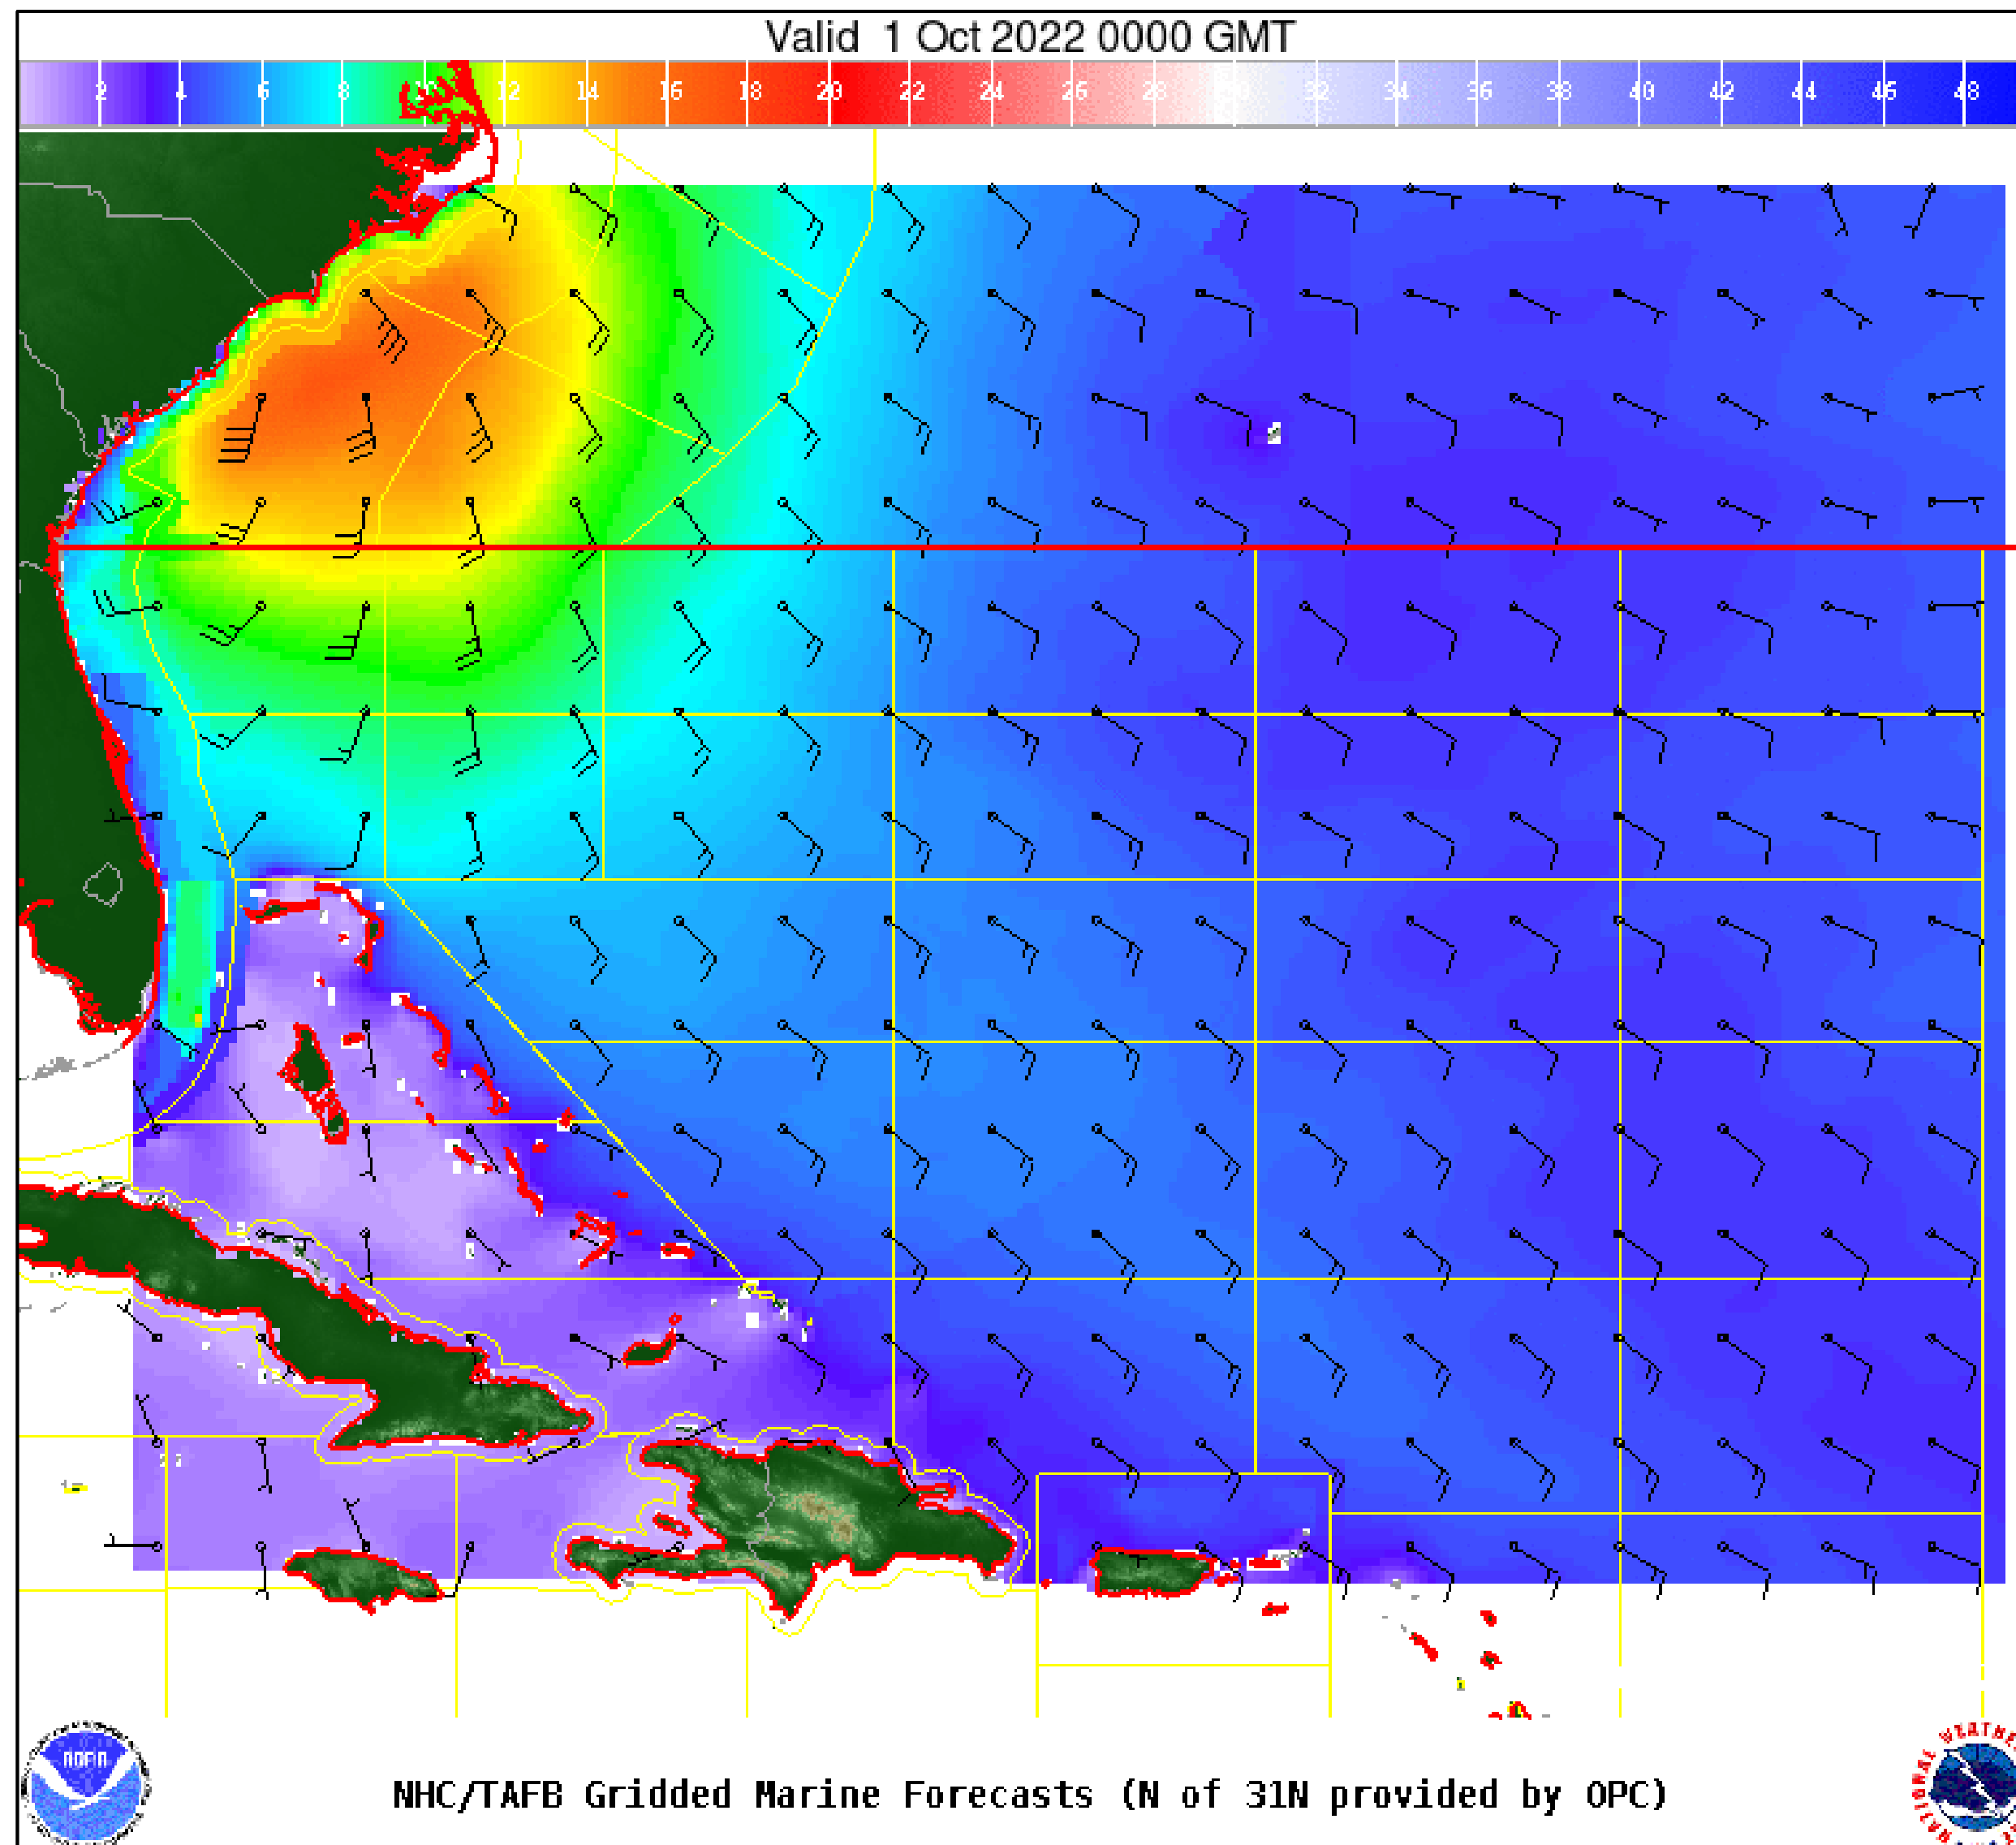 Valid 1 Oct 2022 0000 GMT
2 4 6 8 10 12 14 16 18 20 22 24 26 28 30 32 34 36 38 40 42 44 46 48
noaa
NATIONAL WEATHER
NHC/TAFB Gridded Marine Forecasts (N of 31N provided by OPC)